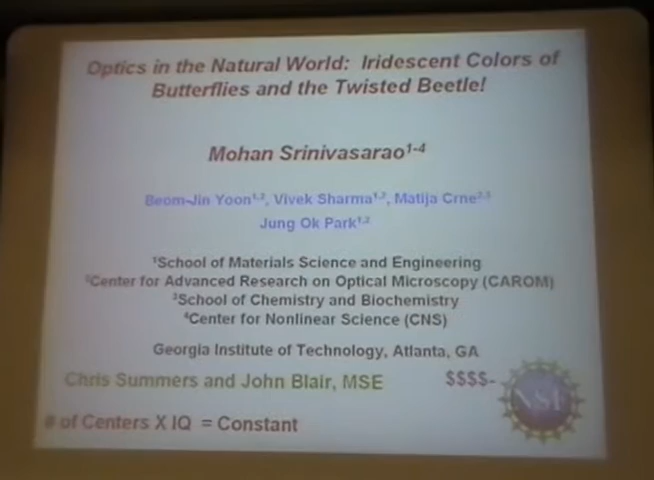 Optics in the Natural World: Iridescent Colors of
Butterflies and the Twisted Beetle!
Mohan Srinivasarao¹⁻⁴
Beom-Jin Yoon¹,², Vivek Sharma¹,², Matija Crne²,³
Jung Ok Park¹,²
¹School of Materials Science and Engineering
²Center for Advanced Research on Optical Microscopy (CAROM)
³School of Chemistry and Biochemistry
⁴Center for Nonlinear Science (CNS)
Georgia Institute of Technology, Atlanta, GA
Chris Summers and John Blair, MSE
$$$$- NSF
# of Centers X IQ = Constant